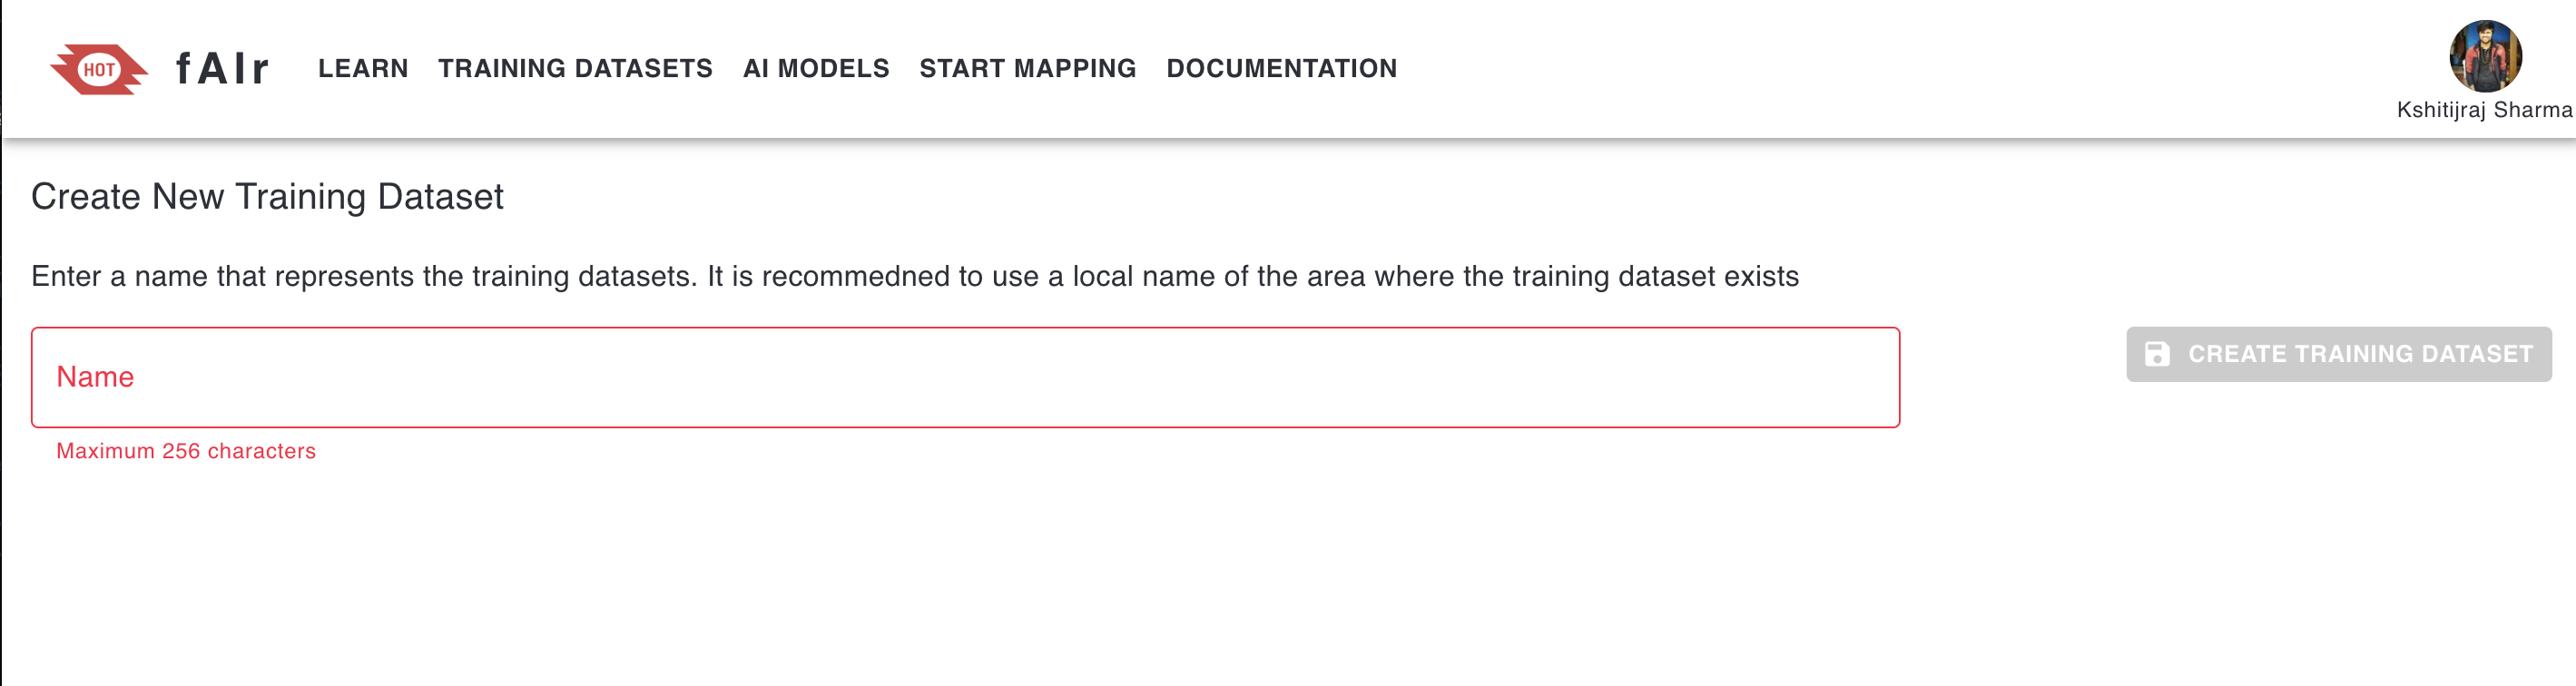 HOT fAIr LEARN TRAINING DATASETS AI MODELS START MAPPING DOCUMENTATION
Kshitijraj Sharma
Create New Training Dataset
Enter a name that represents the training datasets. It is recommedned to use a local name of the area where the training dataset exists
Name
CREATE TRAINING DATASET
Maximum 256 characters